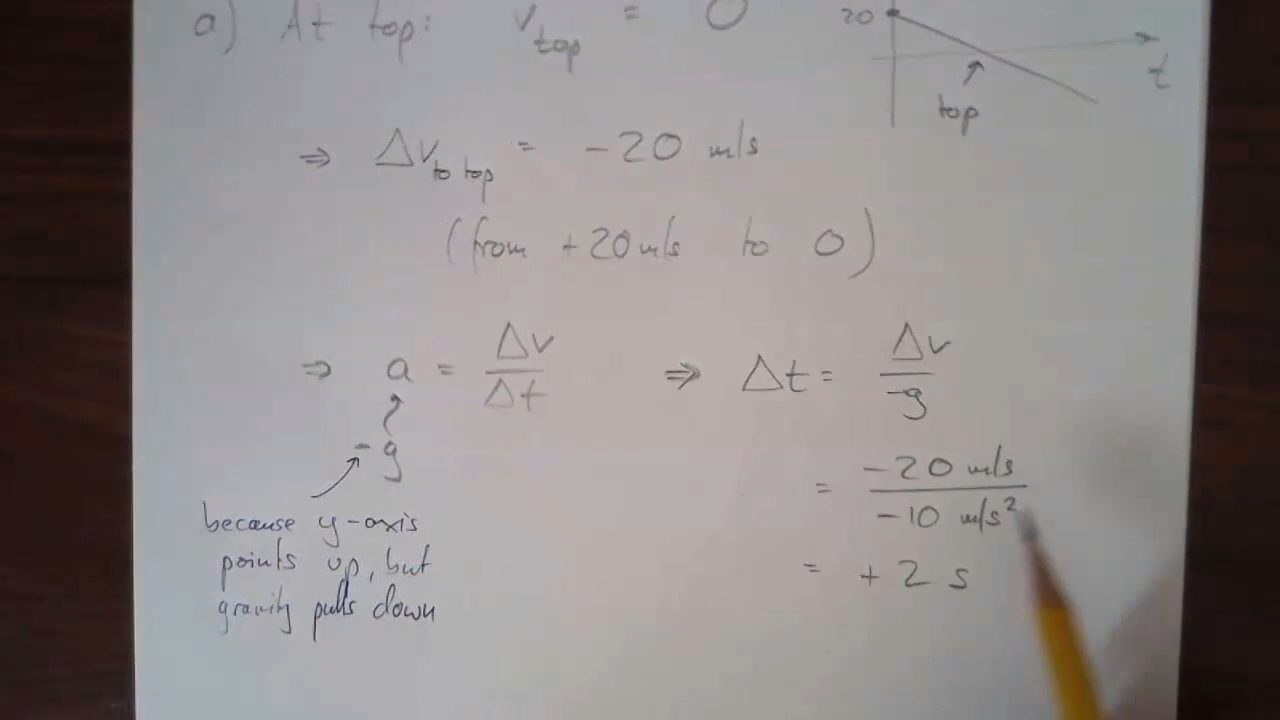 a) At top: v_top = 0
20
t
top
⇒ Δv_to top = -20 m/s
(from +20 m/s to 0)
⇒ a = Δv/Δt ⇒ Δt = Δv/-g
-g
= -20 m/s / -10 m/s²
= +2 s
because y-axis
points up, but
gravity pulls down